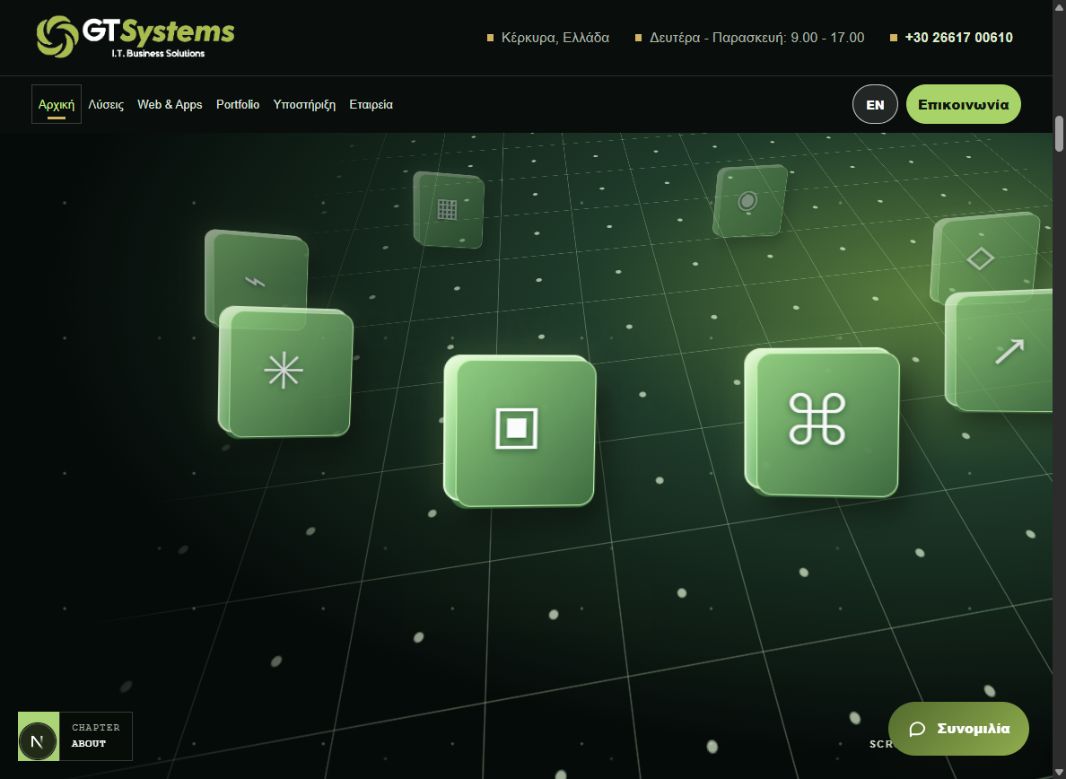 GTSystems
I.T. Business Solutions
Κέρκυρα, Ελλάδα
Δευτέρα - Παρασκευή: 9.00 - 17.00
+30 26617 00610
Αρχική
Λύσεις
Web & Apps
Portfolio
Υποστήριξη
Εταιρεία
EN
Επικοινωνία
N
CHAPTER
ABOUT
SCR
Συνομιλία